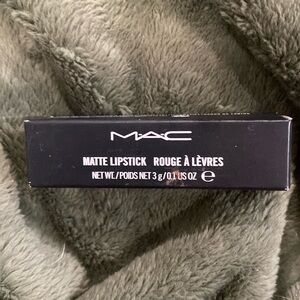 MAC
MATTE LIPSTICK ROUGE À LÈVRES
NET WT./POIDS NET 3 g/0.1 US OZ ℮